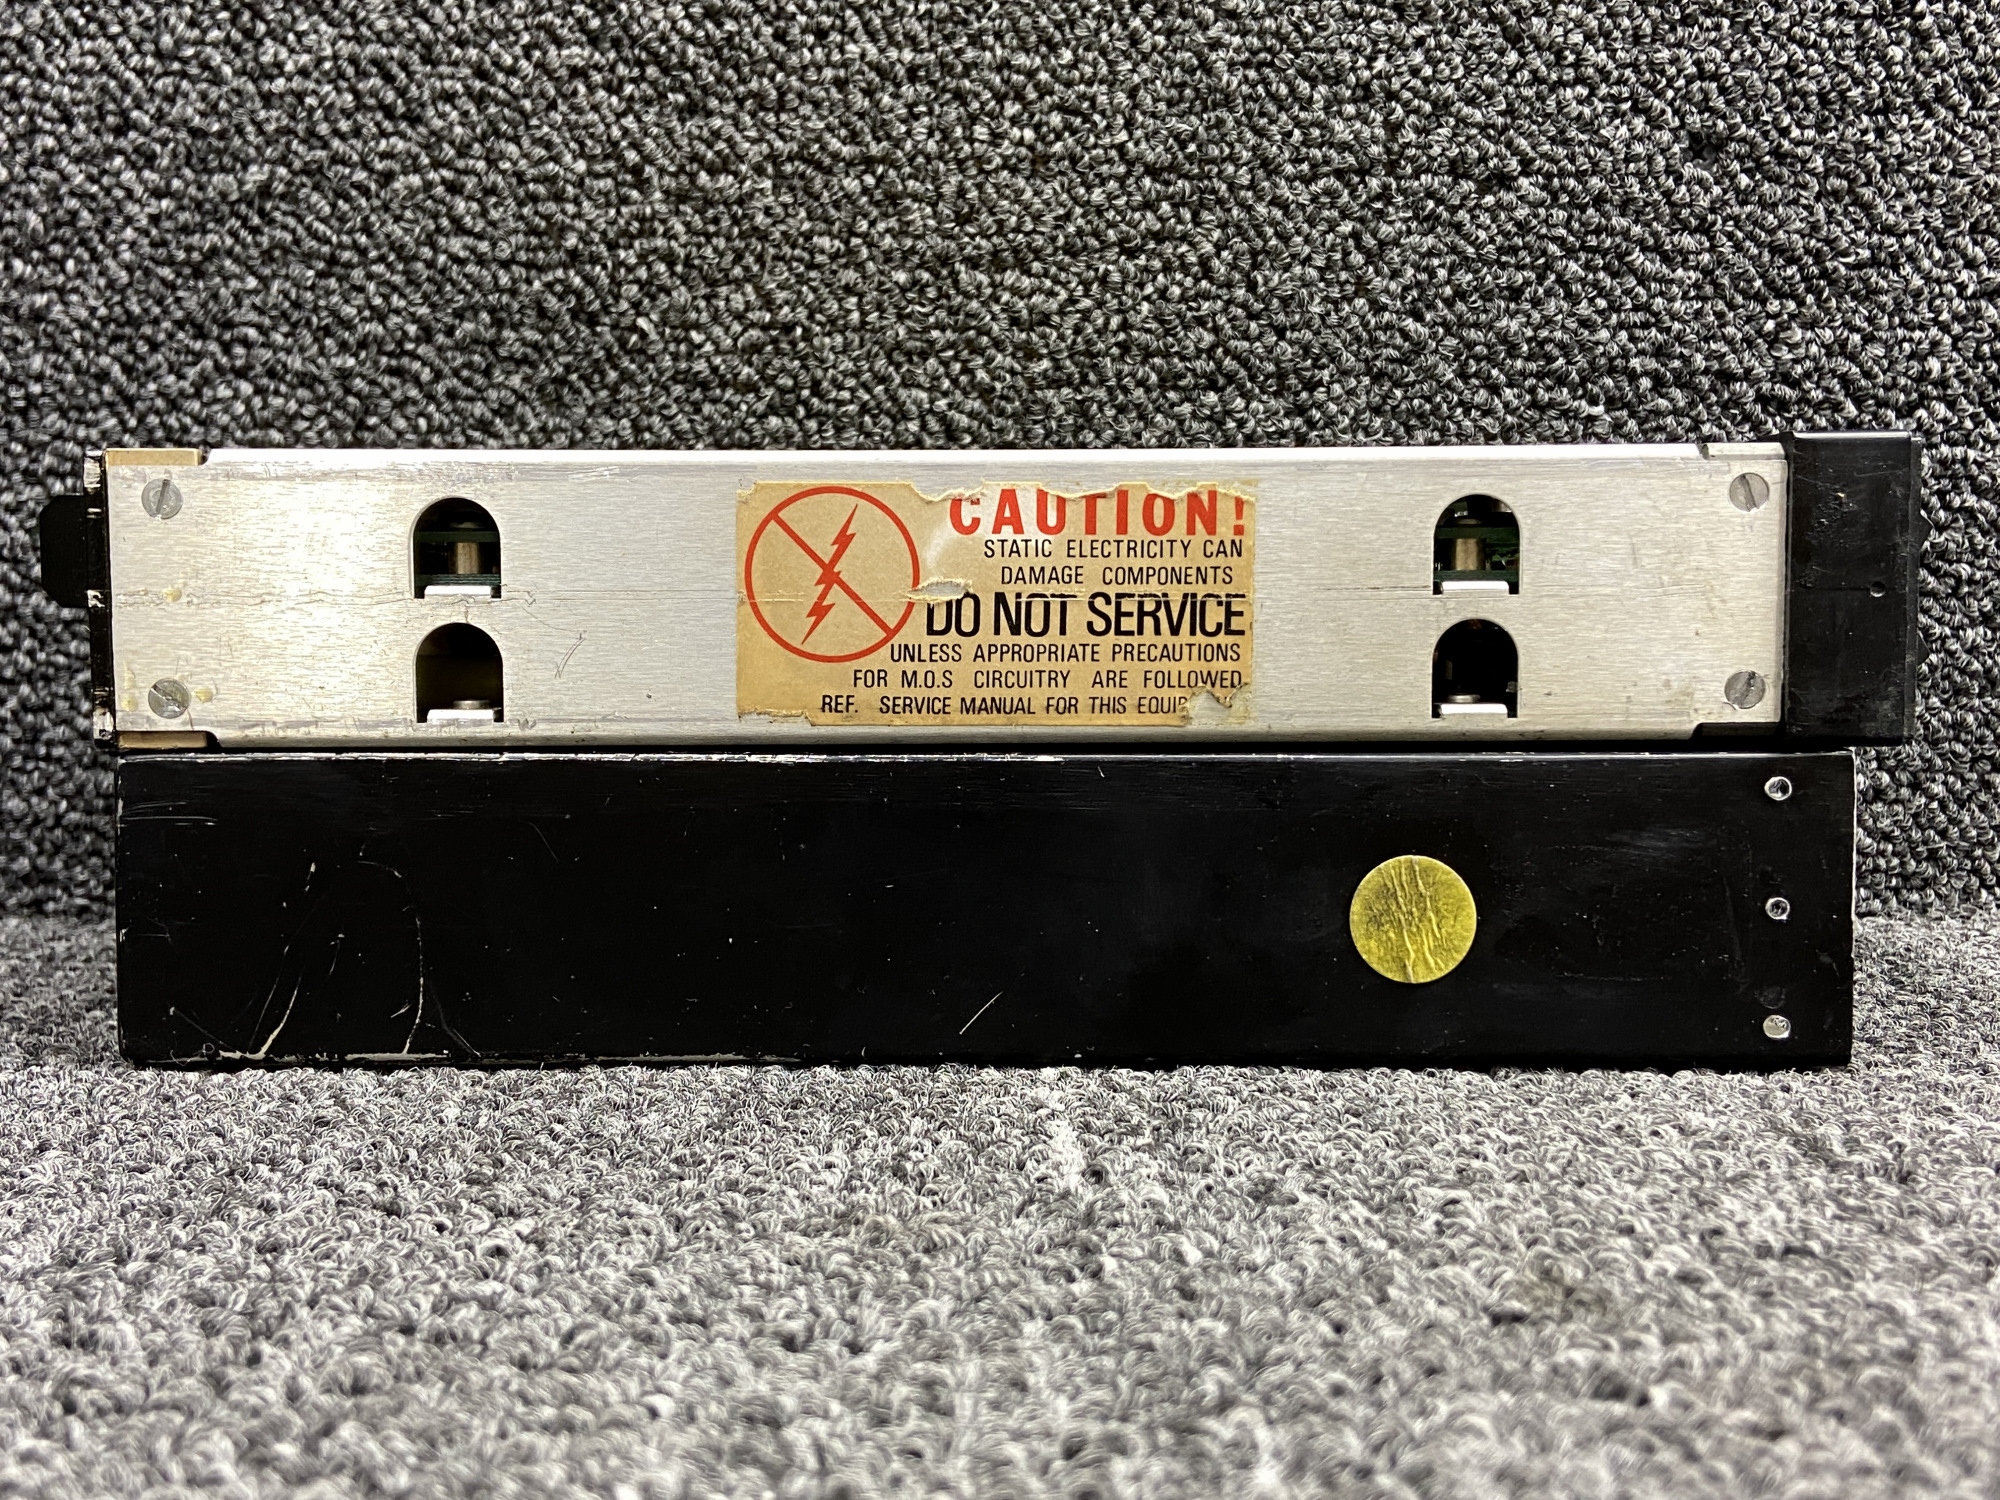 CAUTION!
STATIC ELECTRICITY CAN
DAMAGE COMPONENTS
DO NOT SERVICE
UNLESS APPROPRIATE PRECAUTIONS
FOR M.O.S CIRCUITRY ARE FOLLOWED
REF. SERVICE MANUAL FOR THIS